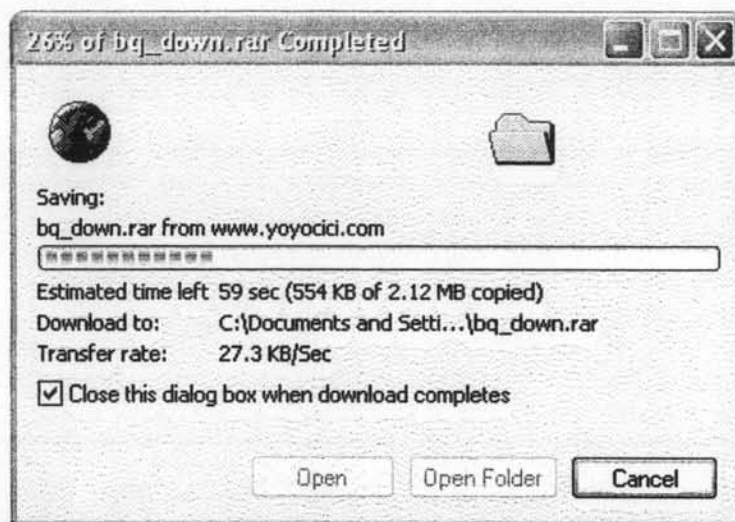 26% of bq_down.rar Completed
Saving:
bq_down.rar from www.yoyocici.com
Estimated time left 59 sec (554 KB of 2.12 MB copied)
Download to: C:\Documents and Setti...\bq_down.rar
Transfer rate: 27.3 KB/Sec
Close this dialog box when download completes
Open Open Folder Cancel